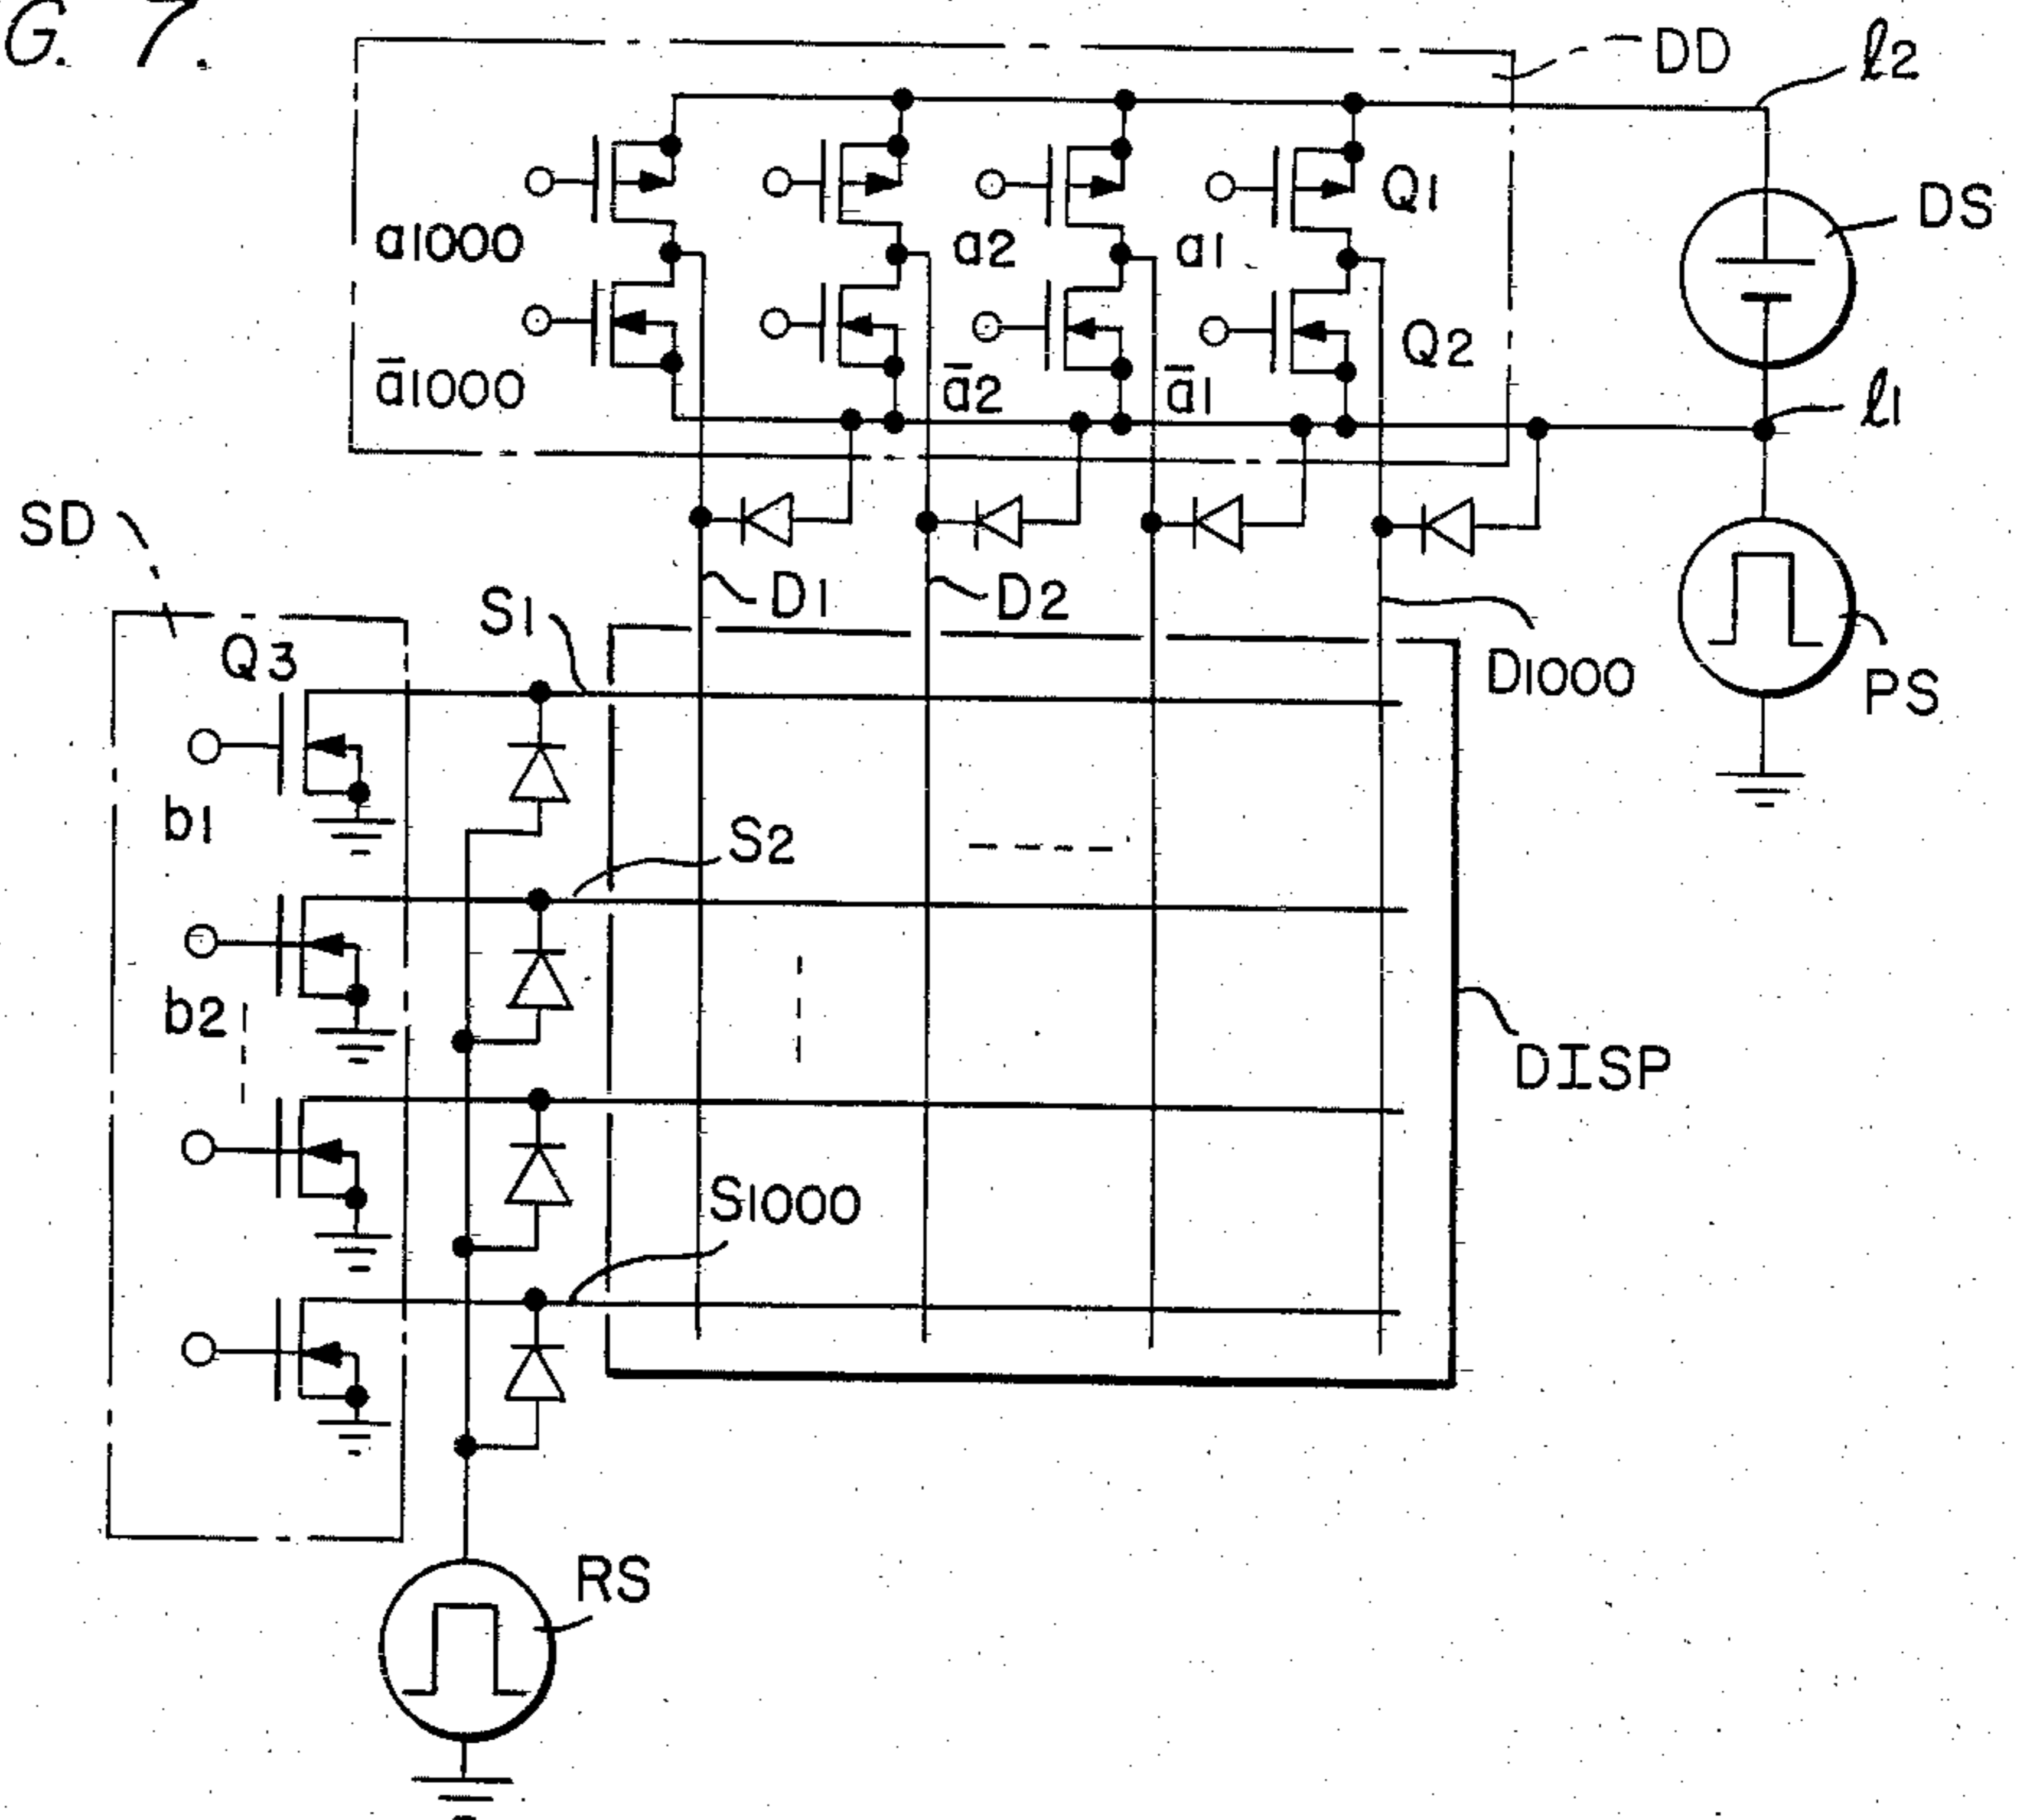 G. 7.
DD
l2
Q1
DS
a1000
a2
a1
Q2
ā1000
ā2
ā1
l1
SD
S1
D1
D2
D1000
PS
Q3
b1
S2
b2
DISP
S1000
RS